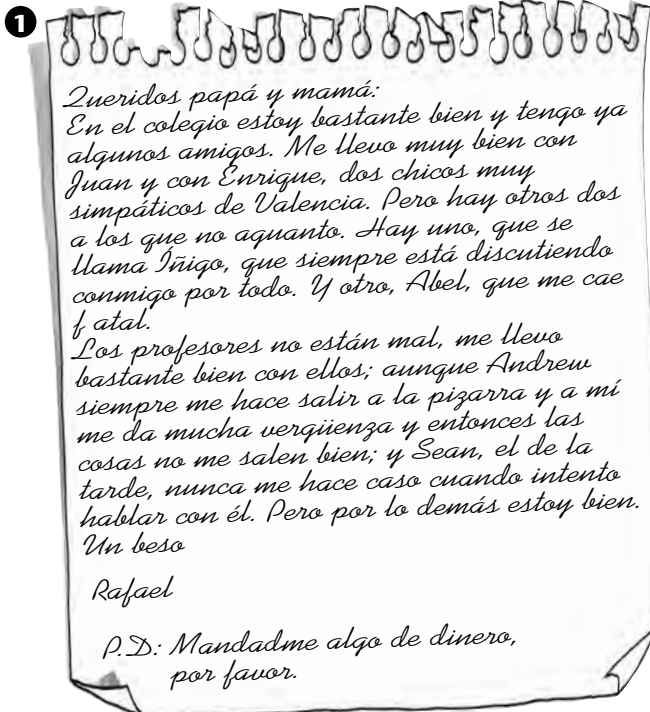 1
Queridos papá y mamá:
En el colegio estoy bastante bien y tengo ya
algunos amigos. Me llevo muy bien con
Juan y con Enrique, dos chicos muy
simpáticos de Valencia. Pero hay otros dos
a los que no aguanto. Hay uno, que se
llama Íñigo, que siempre está discutiendo
conmigo por todo. Y otro, Abel, que me cae
f atal.
Los profesores no están mal, me llevo
bastante bien con ellos; aunque Andrew
siempre me hace salir a la pizarra y a mí
me da mucha vergüenza y entonces las
cosas no me salen bien; y Sean, el de la
tarde, nunca me hace caso cuando intento
hablar con él. Pero por lo demás estoy bien.
Un beso
Rafael
P.D: Mandadme algo de dinero,
por favor.